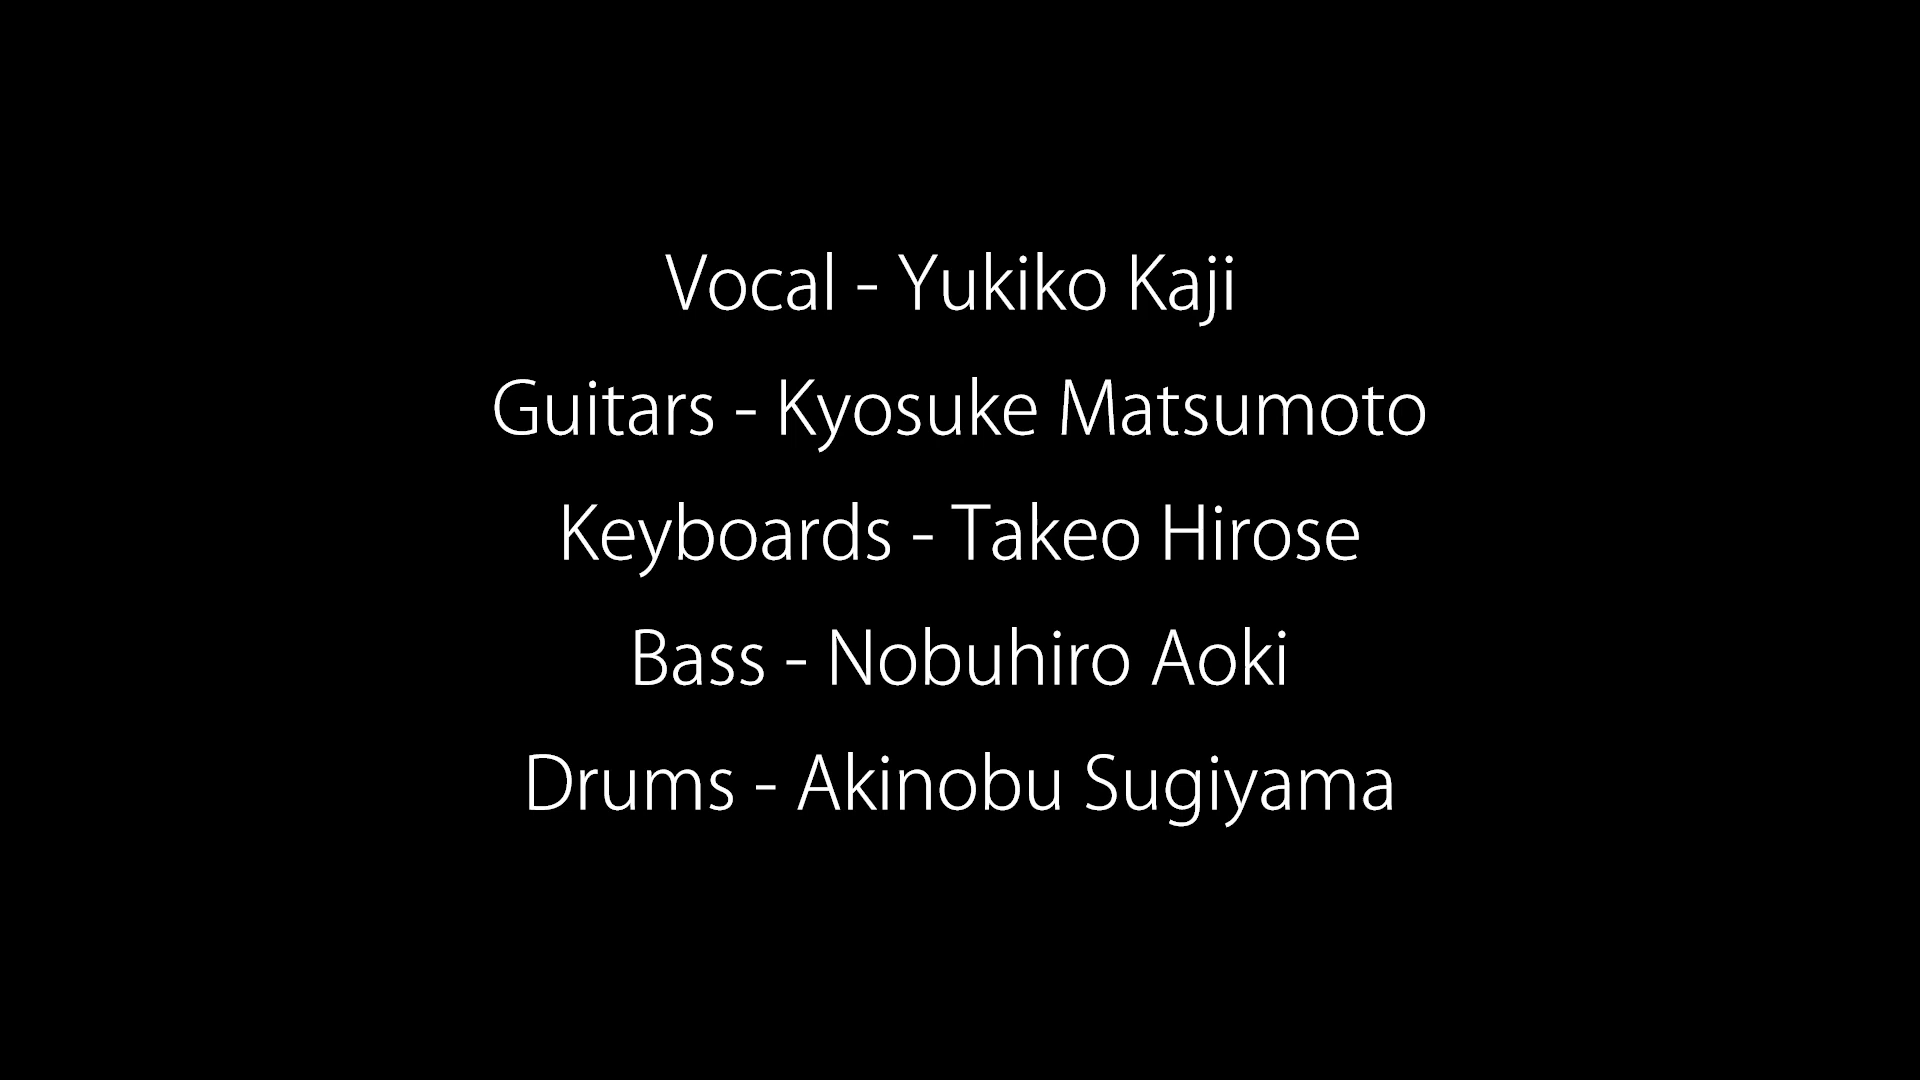 Vocal - Yukiko Kaji
Guitars - Kyosuke Matsumoto
Keyboards - Takeo Hirose
Bass - Nobuhiro Aoki
Drums - Akinobu Sugiyama